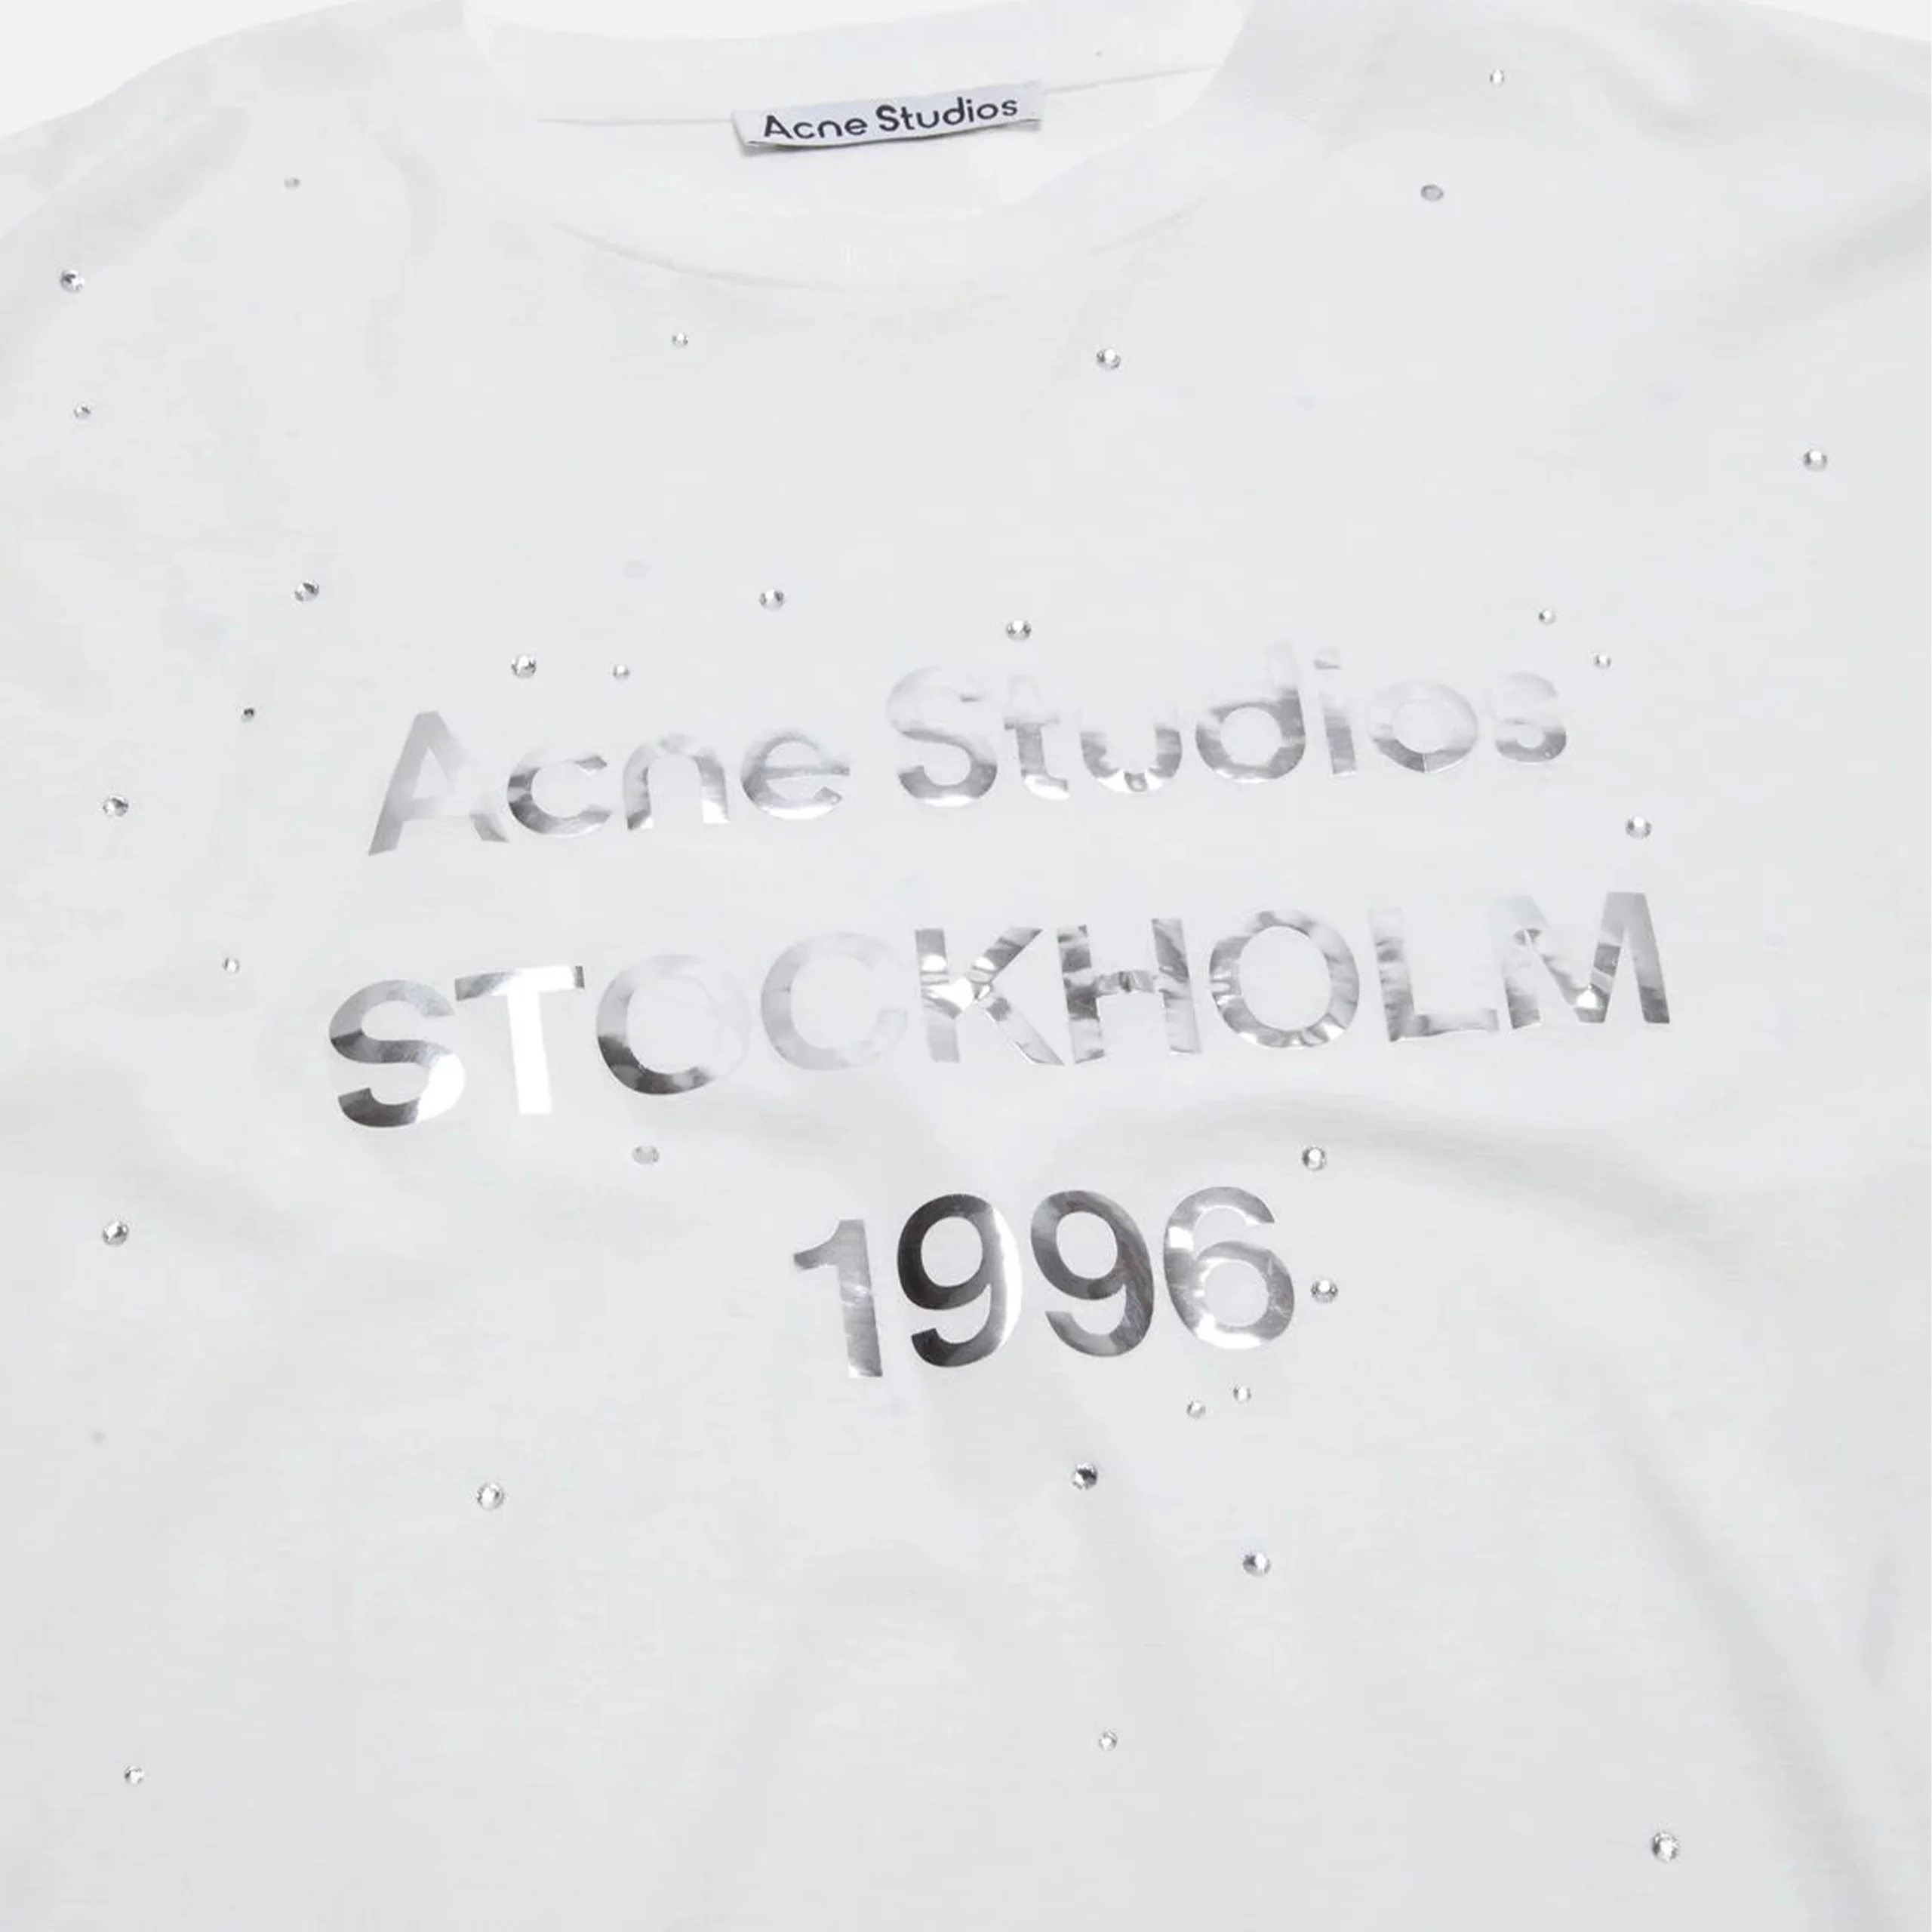 Acne Studios
Acne Studios
STOCKHOLM
1996